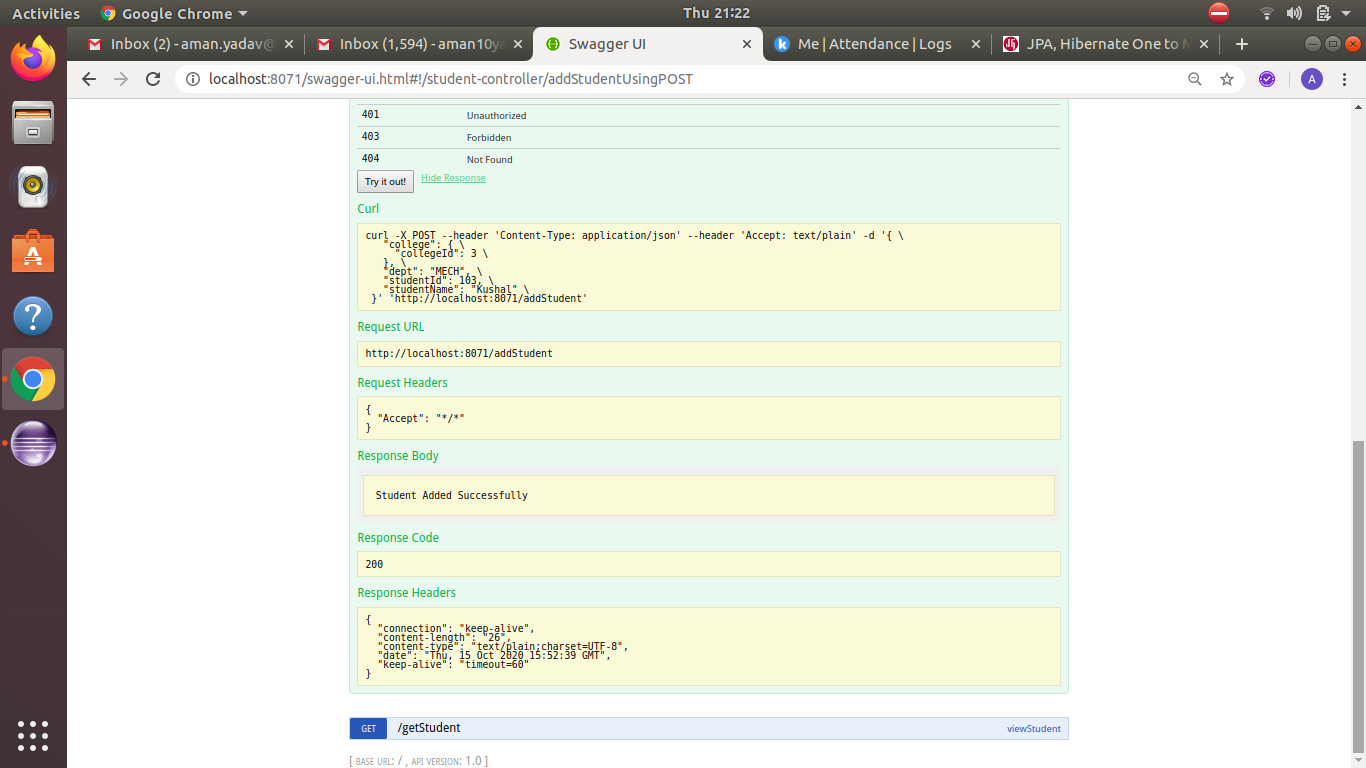 Activities
Google Chrome
Thu 21:22
Inbox (2) - aman.yadav@
Inbox (1,594) - aman10ya
Swagger UI
Me | Attendance | Logs
JPA, Hibernate One to M
localhost:8071/swagger-ui.html#!/student-controller/addStudentUsingPOST
A
401 Unauthorized
403 Forbidden
404 Not Found
Try it out! Hide Response
Curl
curl -X POST --header 'Content-Type: application/json' --header 'Accept: text/plain' -d '{ \
"college": { \
"collegeId": 3 \
}, \
"dept": "MECH", \
"studentId": 103, \
"studentName": "Kushal" \
}' 'http://localhost:8071/addStudent'
Request URL
http://localhost:8071/addStudent
Request Headers
{
"Accept": "*/*"
}
Response Body
Student Added Successfully
Response Code
200
Response Headers
{
"connection": "keep-alive",
"content-length": "26",
"content-type": "text/plain;charset=UTF-8",
"date": "Thu, 15 Oct 2020 15:52:39 GMT",
"keep-alive": "timeout=60"
}
GET /getStudent viewStudent
[ BASE URL: / , API VERSION: 1.0 ]